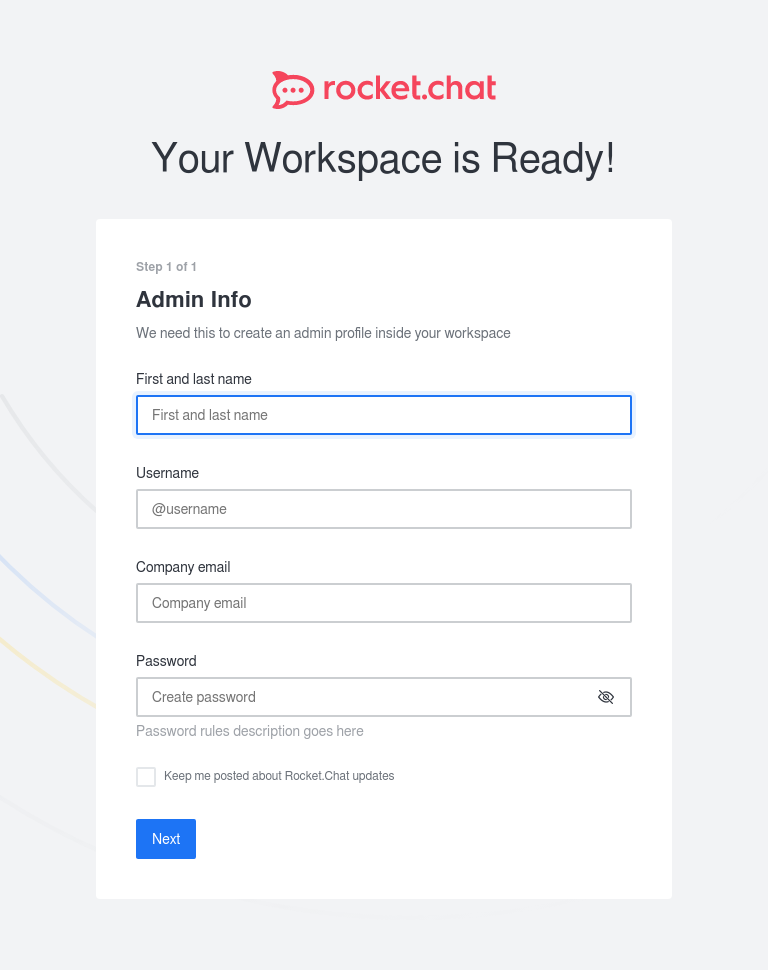 rocket.chat
Your Workspace is Ready!
Step 1 of 1
Admin Info
We need this to create an admin profile inside your workspace
First and last name
First and last name
Username
@username
Company email
Company email
Password
Create password
Password rules description goes here
Keep me posted about Rocket.Chat updates
Next